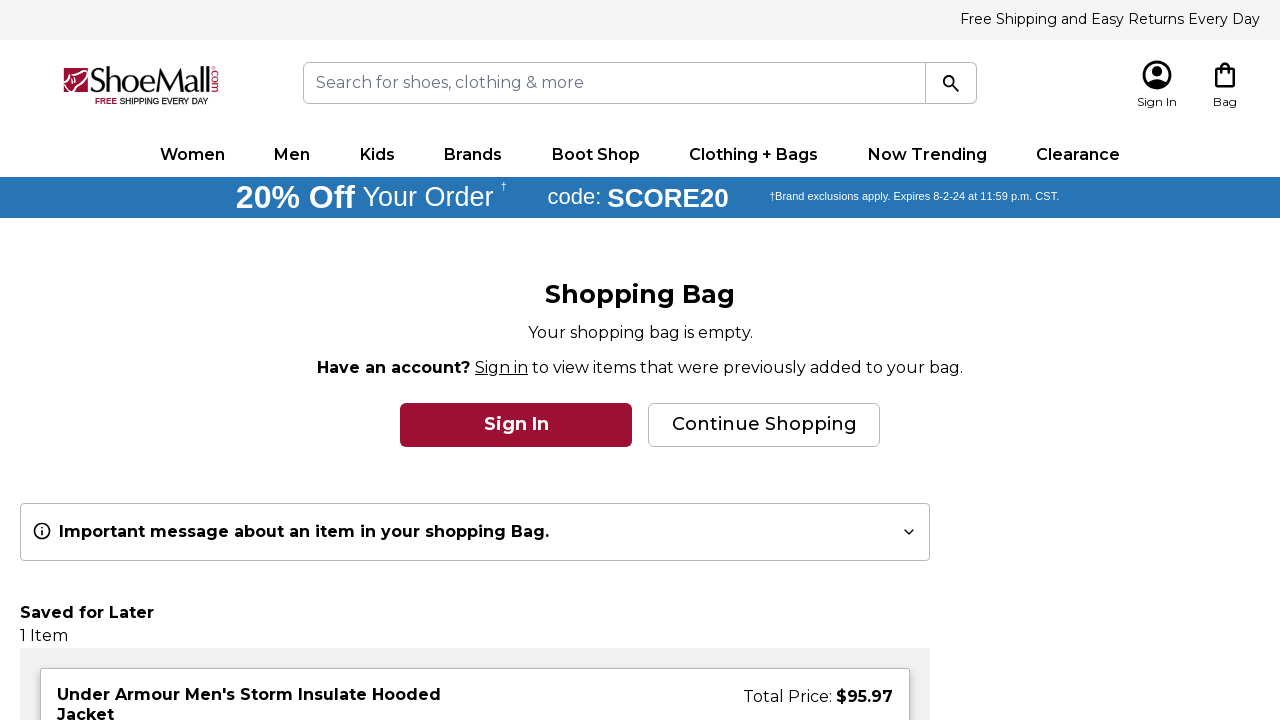 Free Shipping and Easy Returns Every Day
ShoeMall.com
FREE SHIPPING EVERY DAY
Search for shoes, clothing & more
Sign In
Bag
Women Men Kids Brands Boot Shop Clothing + Bags Now Trending Clearance
20% Off Your Order † code: SCORE20 †Brand exclusions apply. Expires 8-2-24 at 11:59 p.m. CST.
Shopping Bag
Your shopping bag is empty.
Have an account? Sign in to view items that were previously added to your bag.
Sign In
Continue Shopping
Important message about an item in your shopping Bag.
Saved for Later
1 Item
Under Armour Men's Storm Insulate Hooded
Jacket
Total Price: $95.97